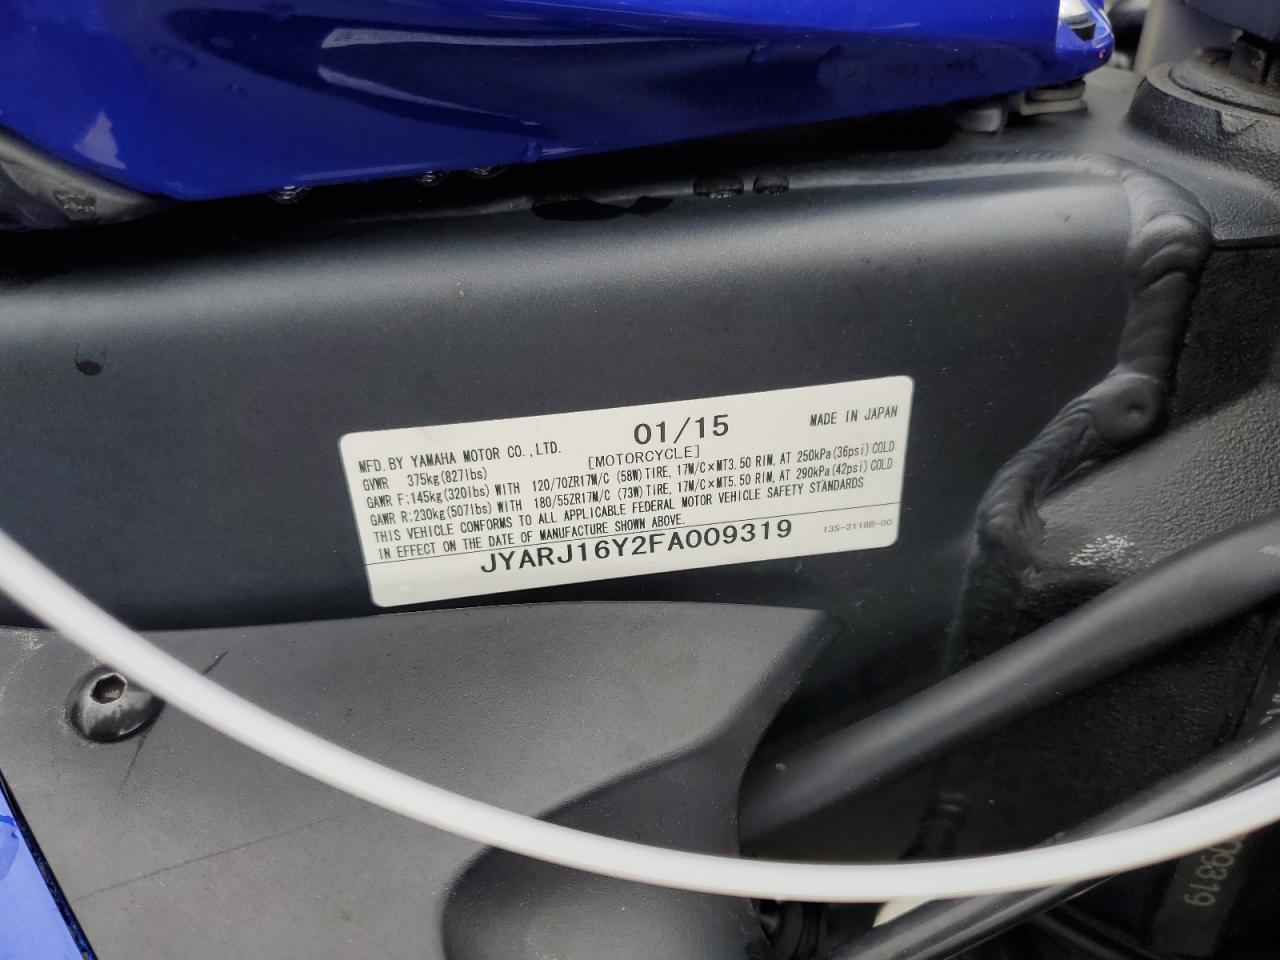 MFD. BY YAMAHA MOTOR CO., LTD. 01/15 MADE IN JAPAN
[MOTORCYCLE]
GVWR 375kg(827lbs)
GAWR F:145kg(320lbs) WITH 120/70ZR17M/C (58W) TIRE, 17M/C×MT3.50 RIM, AT 250kPa(36psi) COLD
GAWR R:230kg(507lbs) WITH 180/55ZR17M/C (73W) TIRE, 17M/C×MT5.50 RIM, AT 290kPa(42psi) COLD
THIS VEHICLE CONFORMS TO ALL APPLICABLE FEDERAL MOTOR VEHICLE SAFETY STANDARDS
IN EFFECT ON THE DATE OF MANUFACTURE SHOWN ABOVE.
JYARJ16Y2FA009319
13S-2118B-00
09319